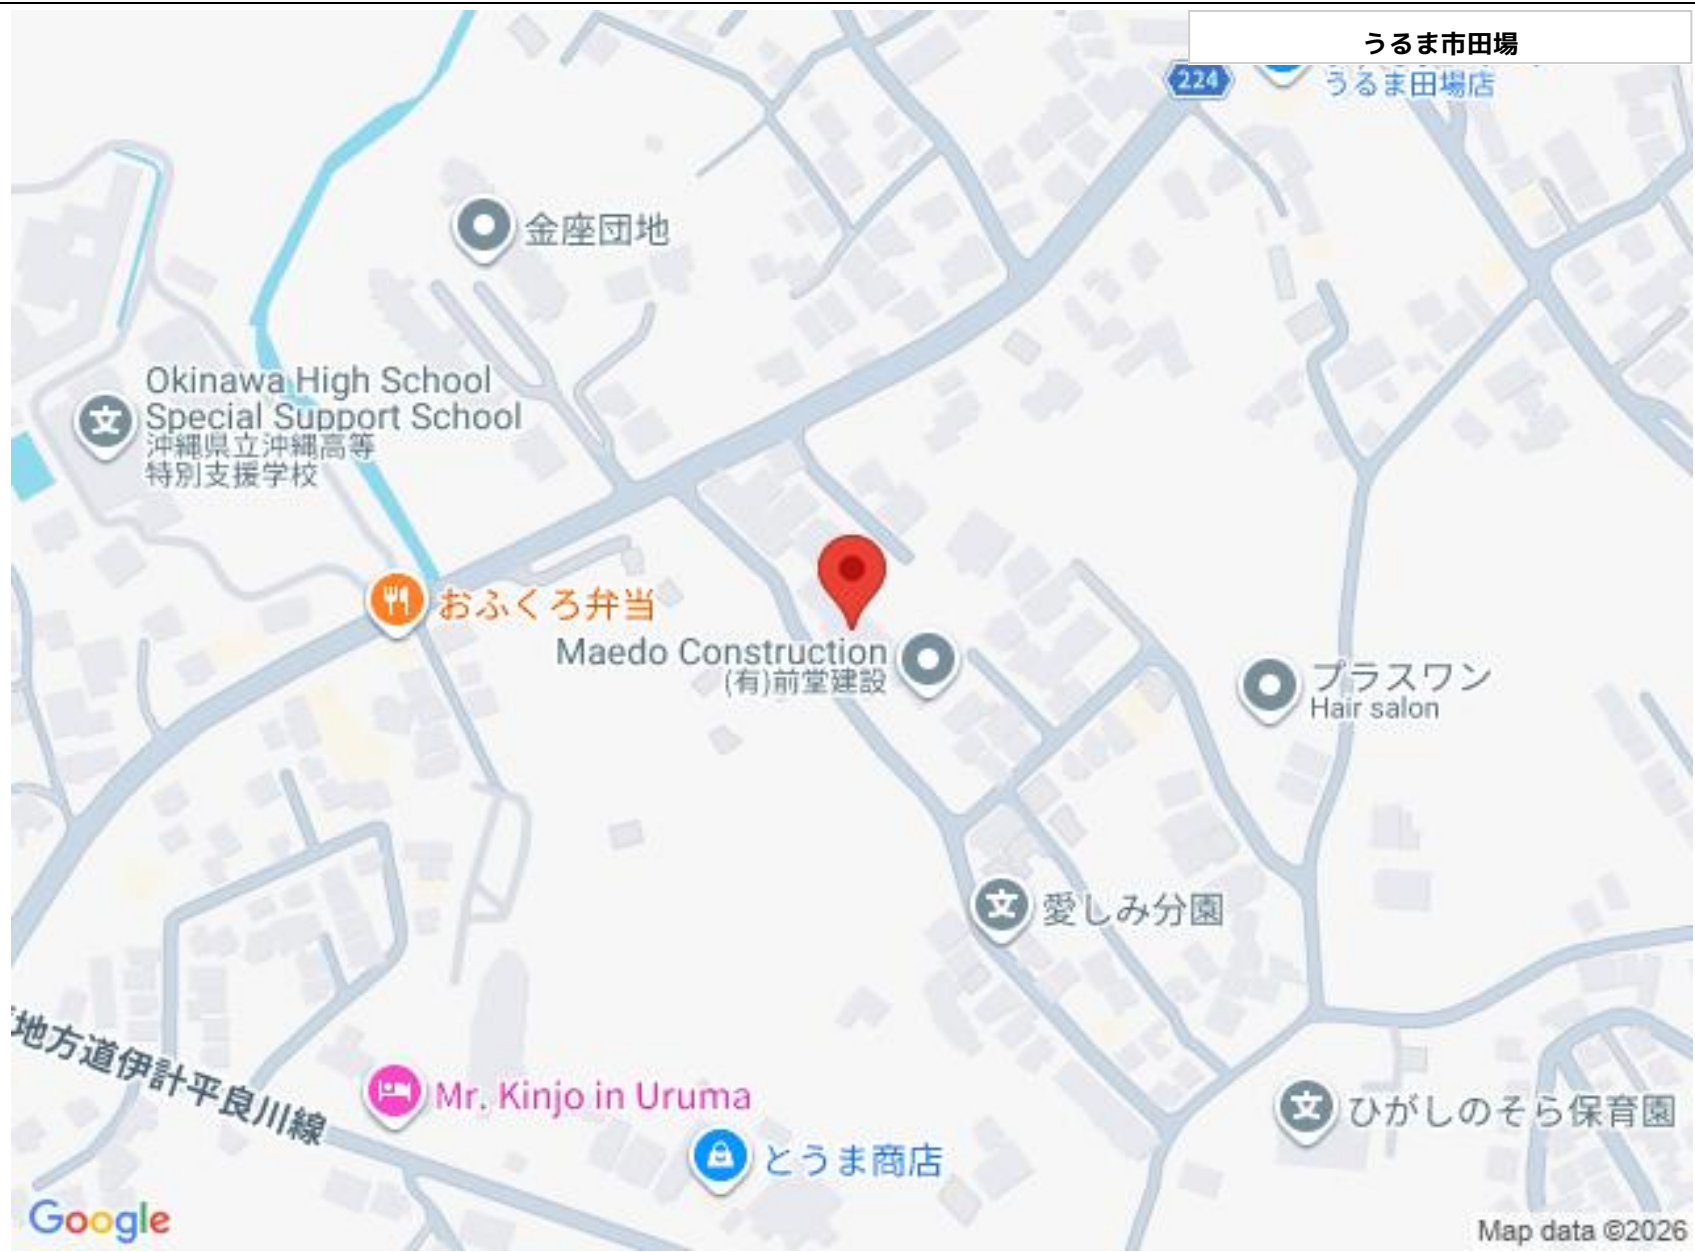 うるま市田場
224
うるま田場店
金座団地
Okinawa High School
Special Support School
沖縄県立沖縄高等
特別支援学校
おふくろ弁当
Maedo Construction
(有)前堂建設
プラスワン
Hair salon
愛しみ分園
地方道伊計平良川線
Mr. Kinjo in Uruma
ひがしのそら保育園
とうま商店
Google
Map data ©2026